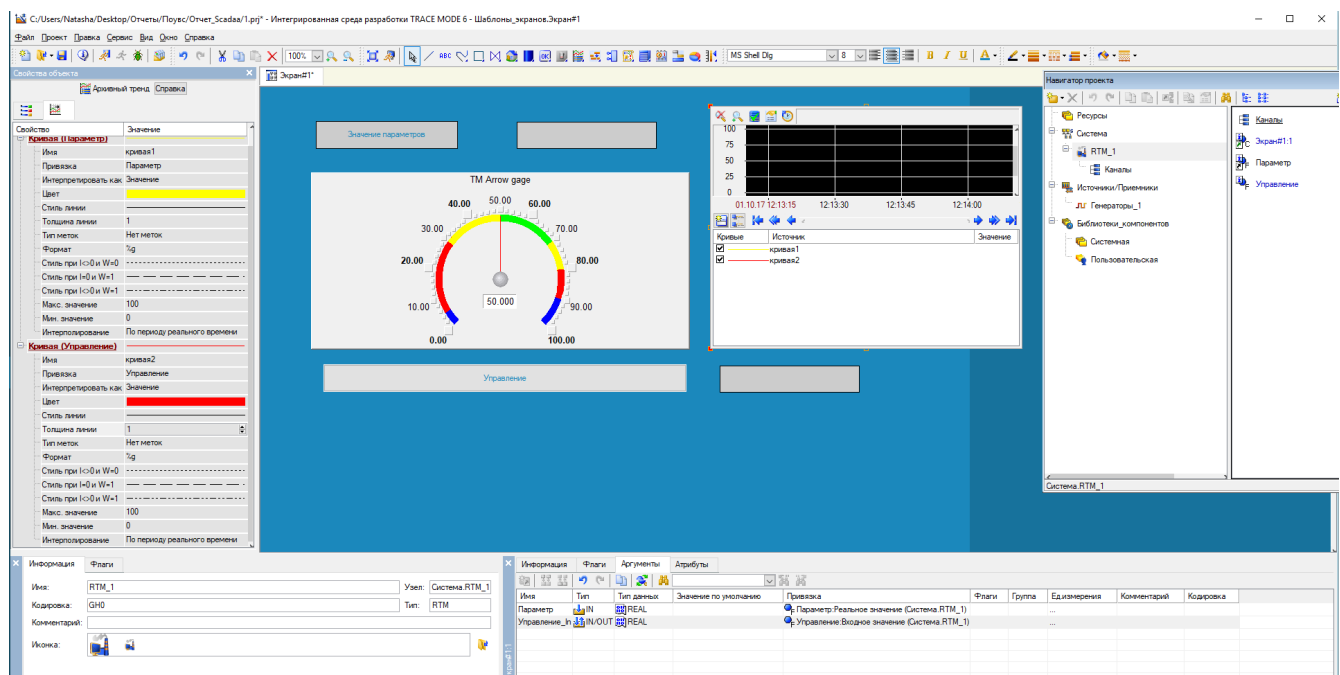 C:/Users/Natasha/Desktop/Отчеты/Поувс/Отчет_Scadaa/1.prj* - Интегрированная среда разработки TRACE MODE 6 - Шаблоны_экранов.Экран#1
Файл Проект Правка Сервис Вид Окно Справка
100% ABC OK MS Shell Dlg 8 B I U A
Свойства объекта
Архивный тренд Справка
Свойство Значение
Кривая (Параметр)
Имя кривая1
Привязка Параметр
Интерпретировать как Значение
Цвет
Стиль линии
Толщина линии 1
Тип меток Нет меток
Формат %g
Стиль при I<>0 и W=0
Стиль при I=0 и W=1
Стиль при I<>0 и W=1
Макс. значение 100
Мин. значение 0
Интерполирование По периоду реального времени
Кривая (Управление)
Имя кривая2
Привязка Управление
Интерпретировать как Значение
Цвет
Стиль линии
Толщина линии 1
Тип меток Нет меток
Формат %g
Стиль при I<>0 и W=0
Стиль при I=0 и W=1
Стиль при I<>0 и W=1
Макс. значение 100
Мин. значение 0
Интерполирование По периоду реального времени
Экран#1*
Значение параметров
TM Arrow gage
0.00
10.00
20.00
30.00
40.00
50.00
60.00
70.00
80.00
90.00
100.00
50.000
Управление
100
75
50
25
0
01.10.17 12:13:15 12:13:30 12:13:45 12:14:00
Кривые Источник Значение
кривая1
кривая2
Навигатор проекта
Ресурсы
Система
RTM_1
Каналы
Источники/Приемники
Генераторы_1
Библиотеки_компонентов
Системная
Пользовательская
Каналы
Экран#1:1
Параметр
Управление
Система.RTM_1
Информация Флаги
Имя: RTM_1 Узел: Система.RTM_1
Кодировка: GH0 Тип: RTM
Комментарий:
Иконка:
Информация Флаги Аргументы Атрибуты
Имя Тип Тип данных Значение по умолчанию Привязка Флаги Группа Ед.измерения Комментарий Кодировка
Параметр IN REAL Параметр:Реальное значение (Система.RTM_1) ...
Управление_In IN/OUT REAL Управление:Входное значение (Система.RTM_1) ...